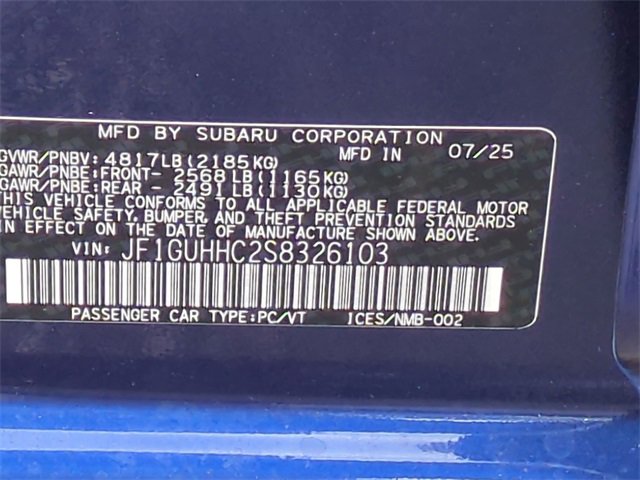 MFD BY SUBARU CORPORATION
GVWR/PNBV: 4817LB(2185KG) MFD IN 07/25
GAWR/PNBE:FRONT- 2568LB(1165KG)
GAWR/PNBE:REAR - 2491LB(1130KG)
THIS VEHICLE CONFORMS TO ALL APPLICABLE FEDERAL MOTOR
VEHICLE SAFETY, BUMPER, AND THEFT PREVENTION STANDARDS
IN EFFECT ON THE DATE OF MANUFACTURE SHOWN ABOVE.
VIN: JF1GUHHC2S8326103
PASSENGER CAR TYPE:PC/VT ICES/NMB-002